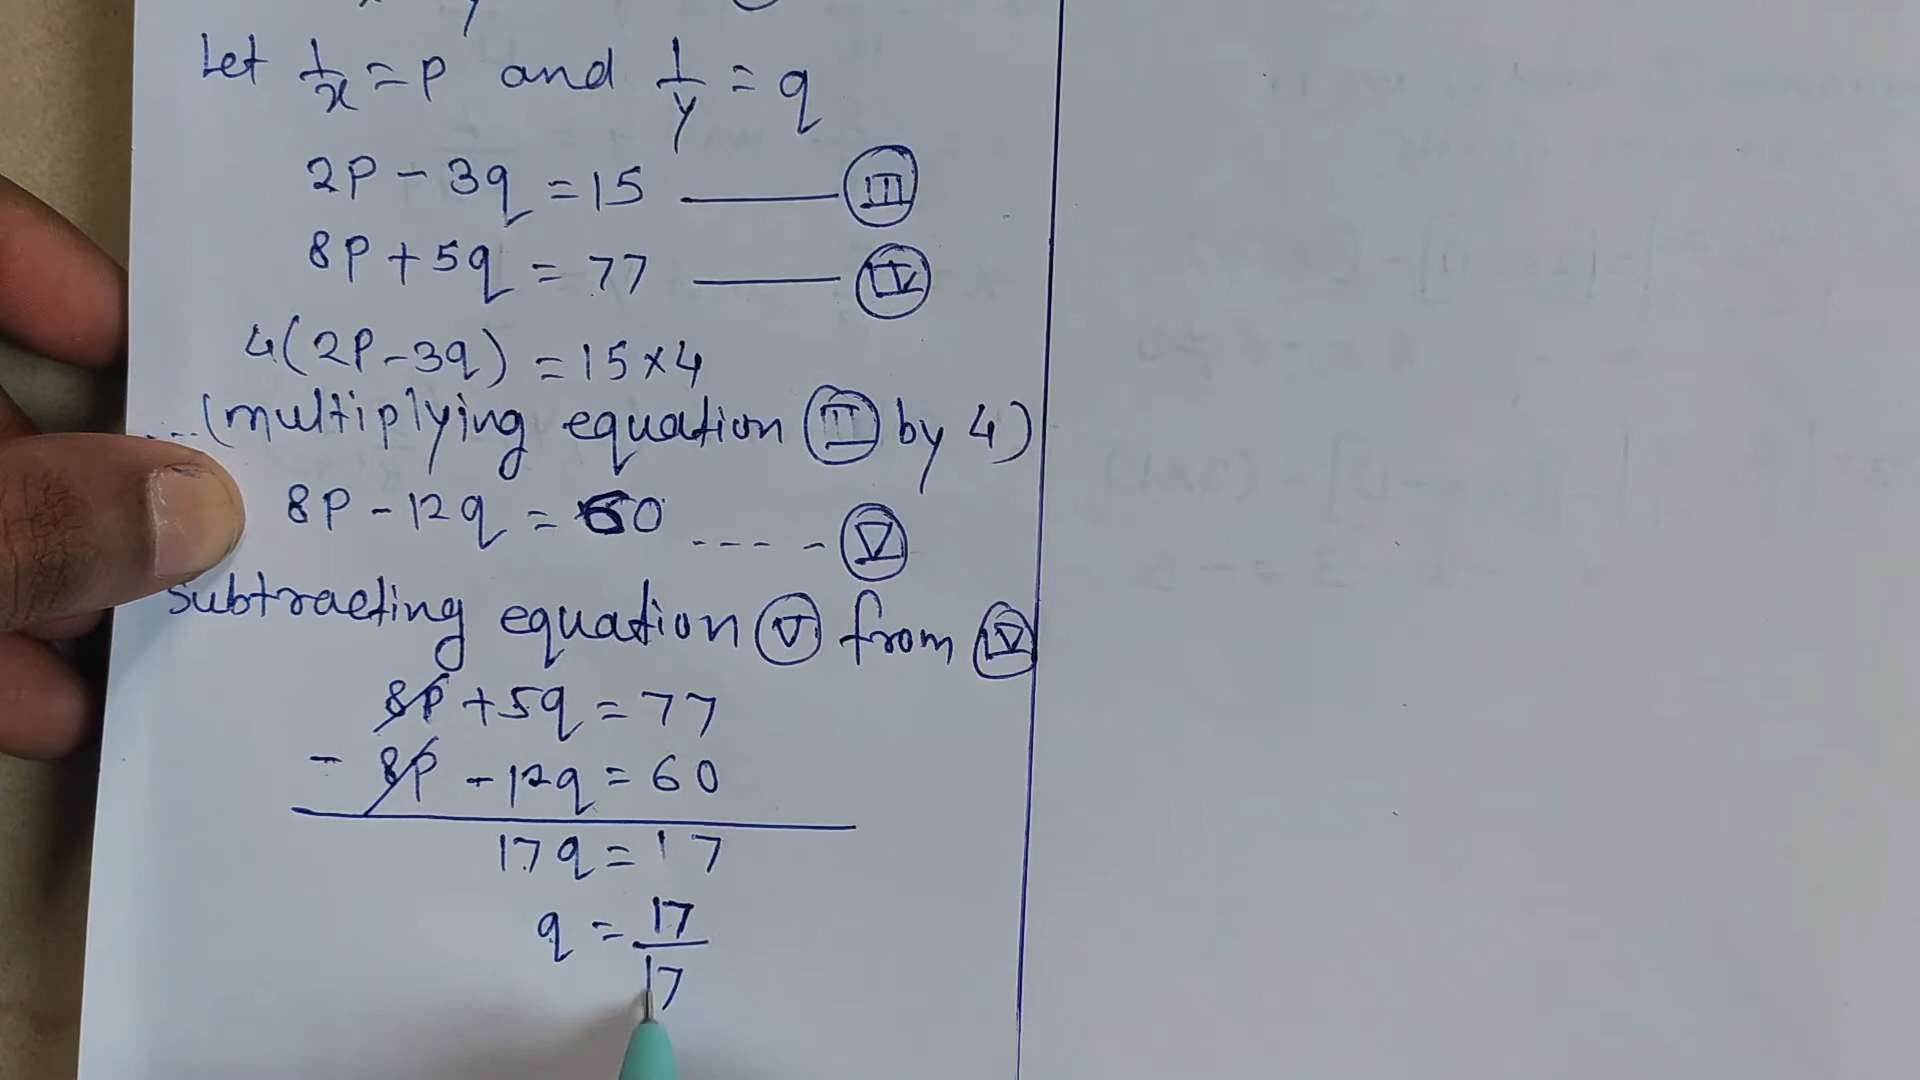 Let 1/x = p and 1/y = q
2p - 3q = 15 —— III
8p + 5q = 77 —— IV
4(2p - 3q) = 15 × 4
...(multiplying equation III by 4)
8p - 12q = 60 ---- V
Subtracting equation V from IV
8p + 5q = 77
- 8p - 12q = 60
17q = 17
q = 17/17